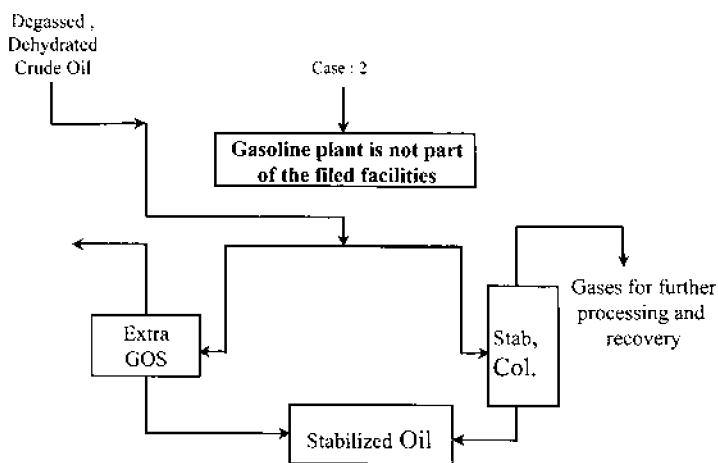 Degassed ,
Dehydrated
Crude Oil
Case : 2
Gasoline plant is not part
of the filed facilities
Gases for further
processing and
recovery
Extra
GOS
Stab,
Col.
Stabilized Oil